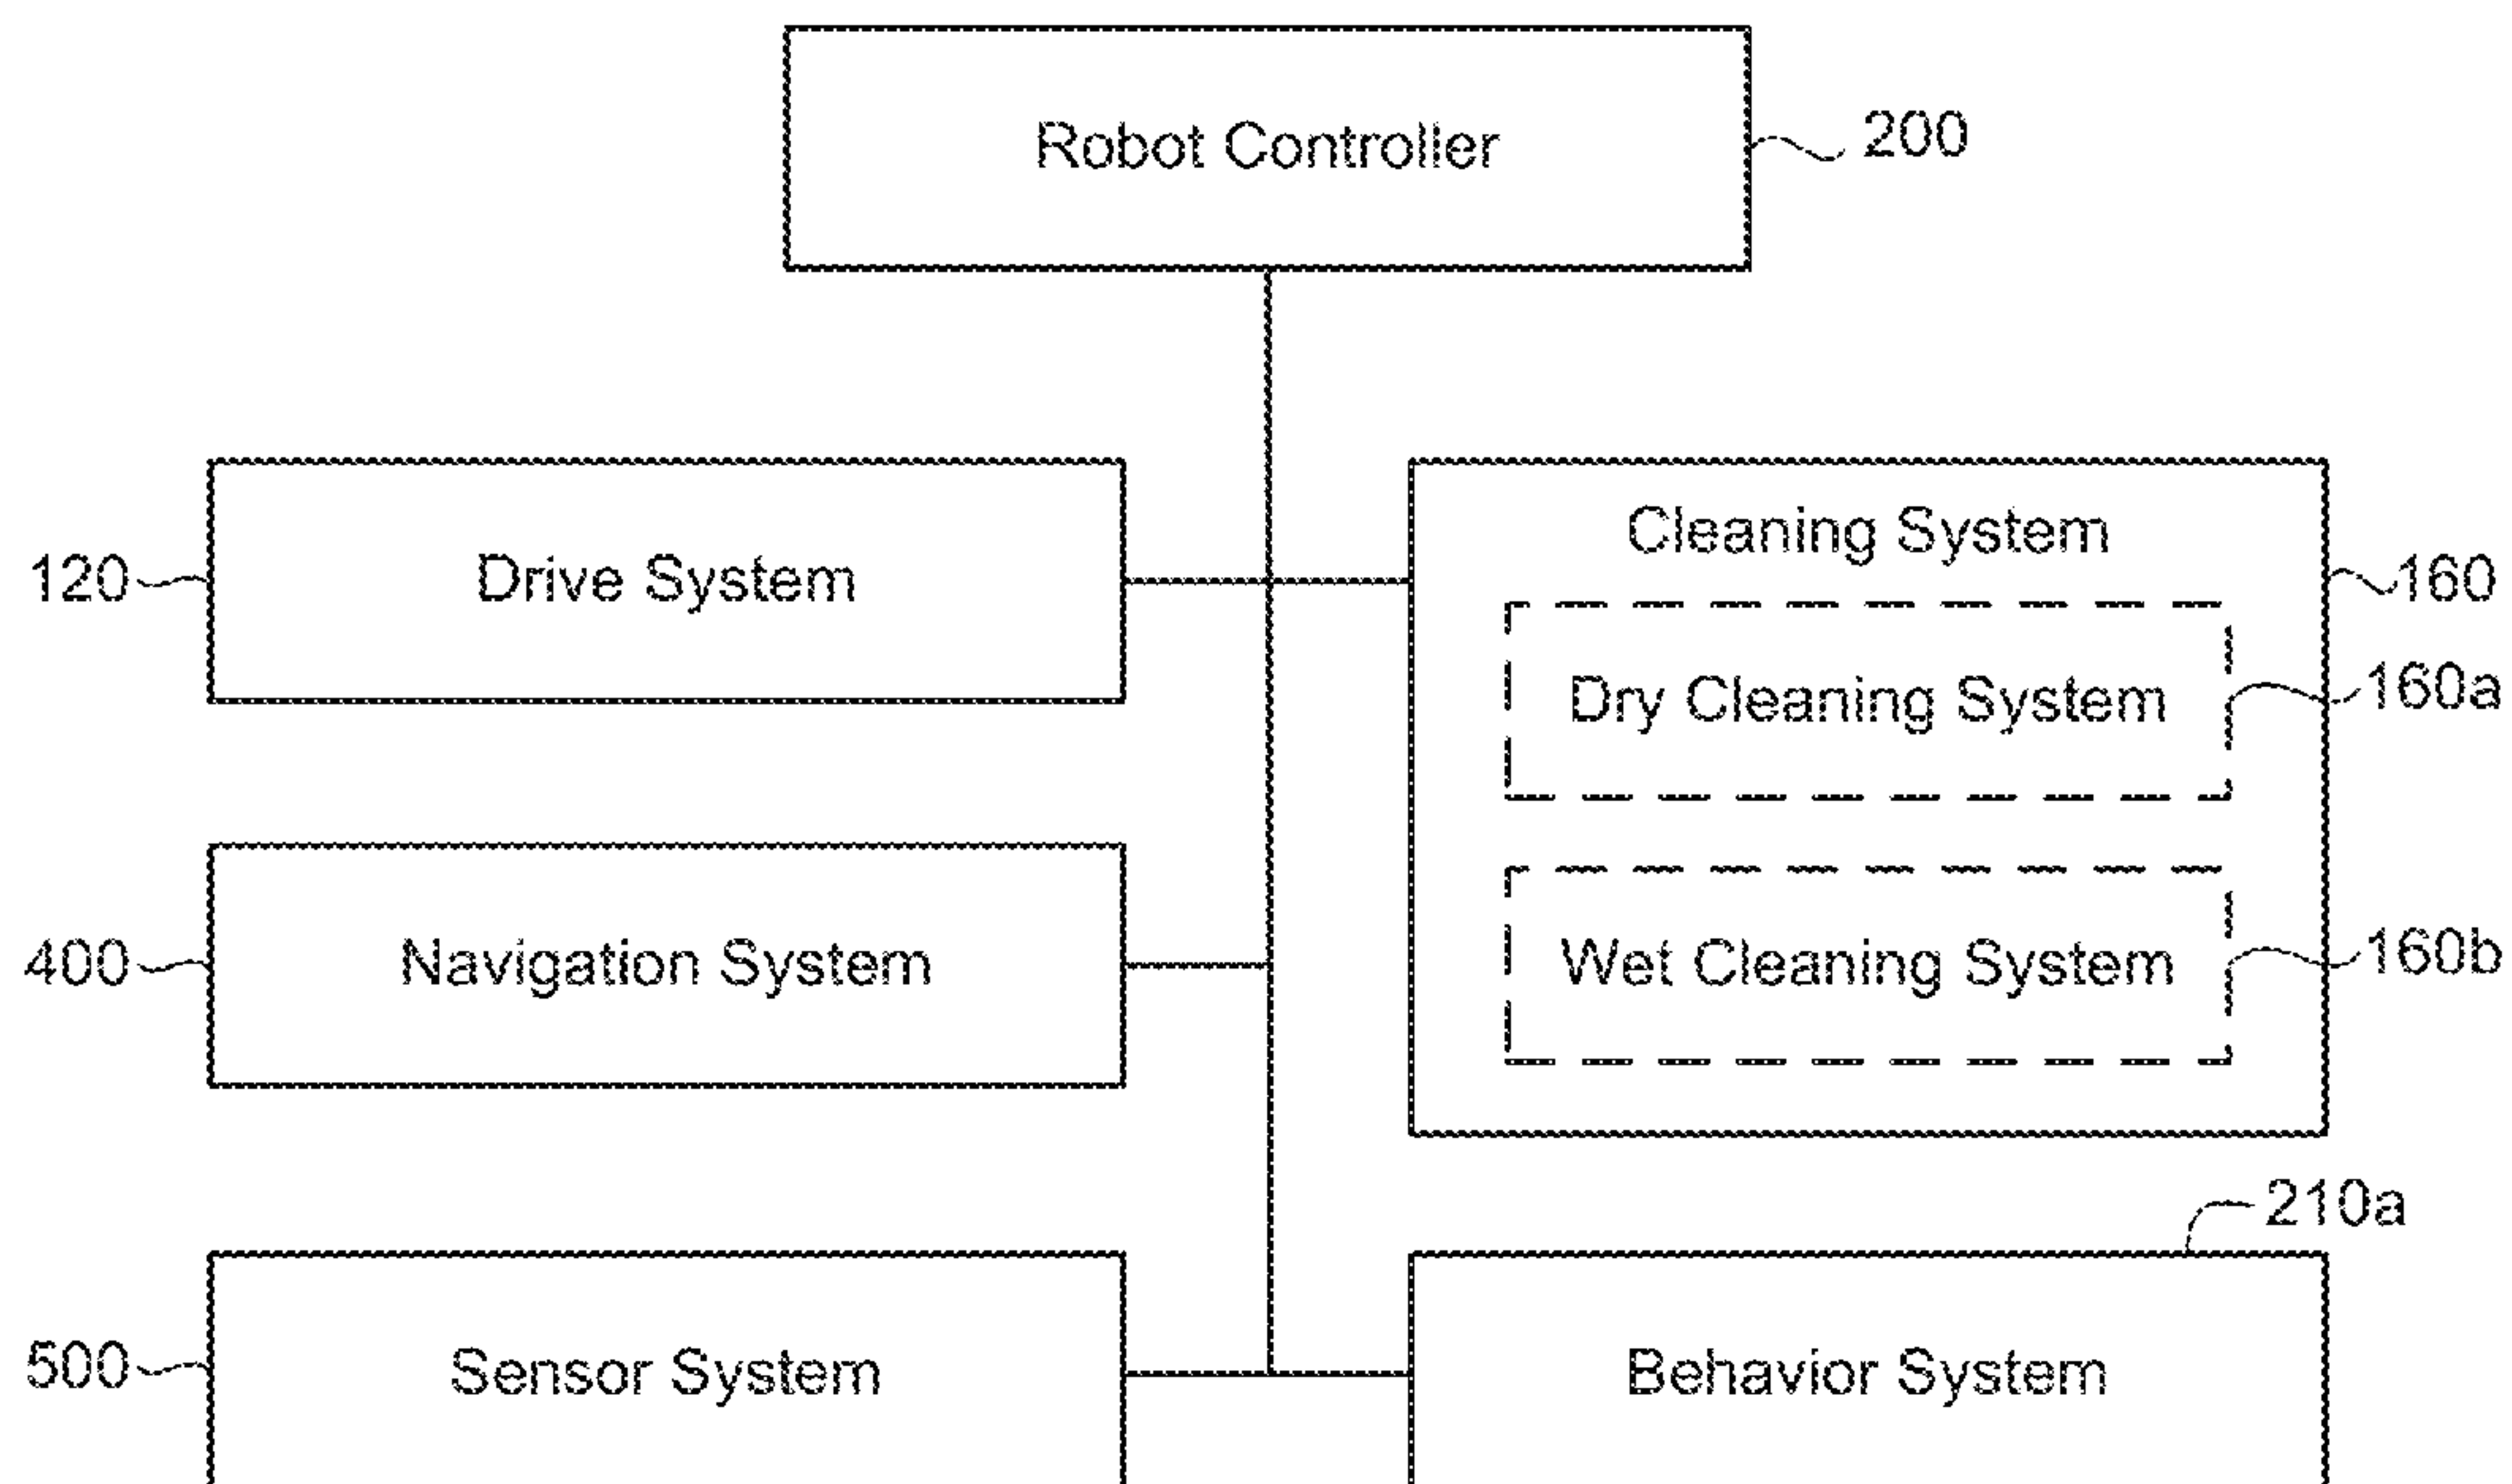 Robot Controller
200
Drive System
120
Cleaning System
160
Dry Cleaning System
160a
Navigation System
400
Wet Cleaning System
160b
210a
Sensor System
500
Behavior System